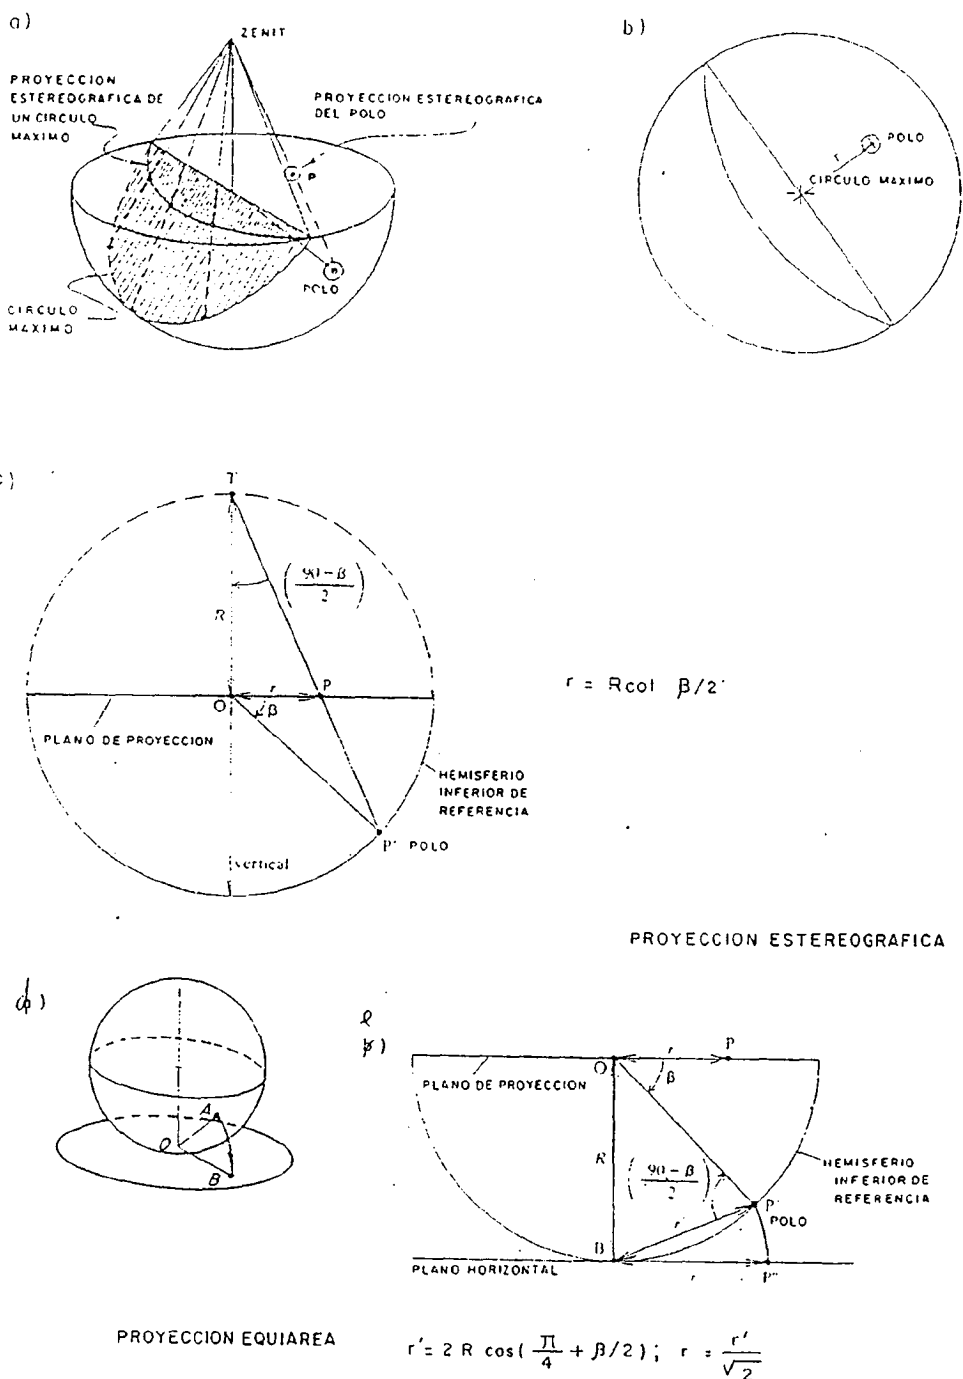 a)
ZENIT
PROYECCION
ESTEREOGRAFICA DE
UN CIRCULO
MAXIMO
PROYECCION ESTEREOGRAFICA
DEL POLO
P
POLO
CIRCULO
MAXIMO
b)
POLO
r
CIRCULO MAXIMO
c)
T
(90-β/2)
R
r
P
O
β
PLANO DE PROYECCION
HEMISFERIO
INFERIOR DE
REFERENCIA
P' POLO
vertical
r = Rcot β/2
PROYECCION ESTEREOGRAFICA
d)
A
B
e
O
r
P
PLANO DE PROYECCION
β
R
(90-β/2)
HEMISFERIO
INFERIOR DE
REFERENCIA
P'
POLO
r'
B
PLANO HORIZONTAL
r'
P"
PROYECCION EQUIAREA
r'= 2 R cos(π/4 + β/2); r = r'/√2